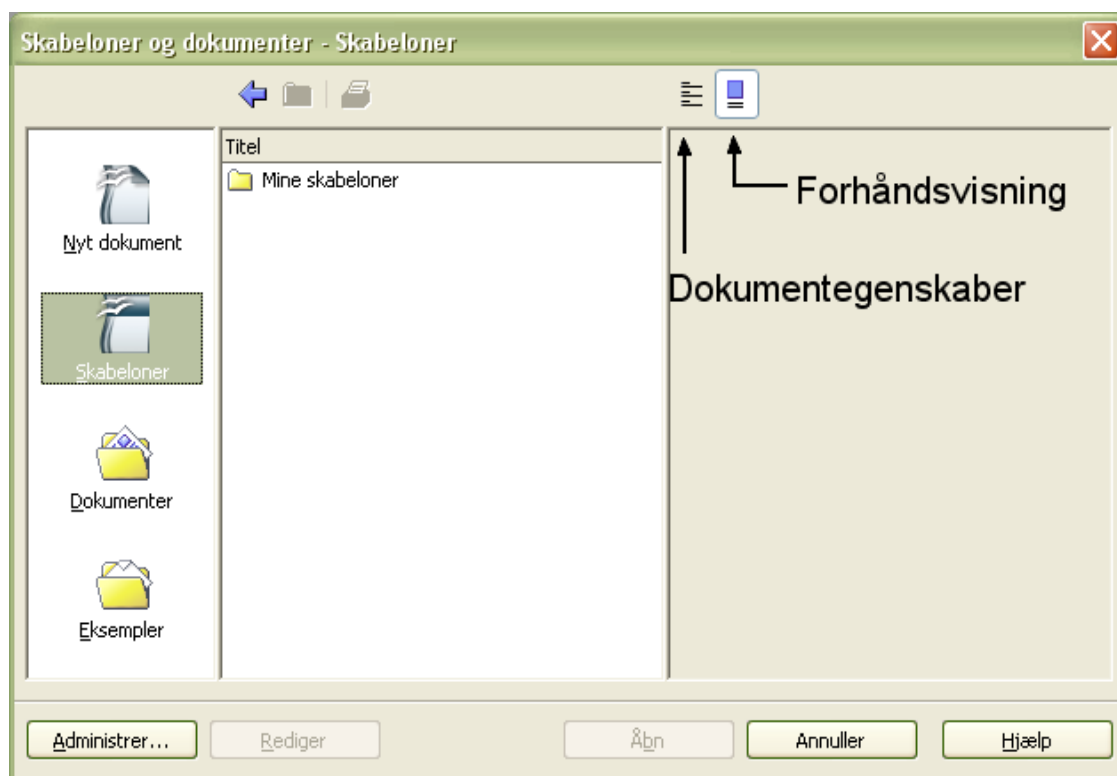 Skabeloner og dokumenter - Skabeloner
Titel
Mine skabeloner
Nyt dokument
Skabeloner
Dokumenter
Eksempler
Forhåndsvisning
Dokumentegenskaber
Administrer...
Rediger
Åbn
Annuller
Hjælp